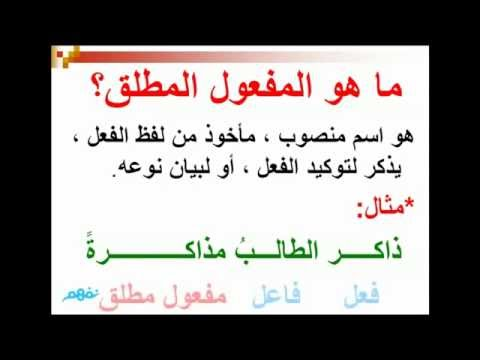 ما هو المفعول المطلق؟
هو اسم منصوب ، مأخوذ من لفظ الفعل ،
يذكر لتوكيد الفعل ، أو لبيان نوعه.
*مثال:
ذاكـــر الطالـــبُ مذاكـــــــــرةً
فعل فاعل مفعول مطلق
نفهم